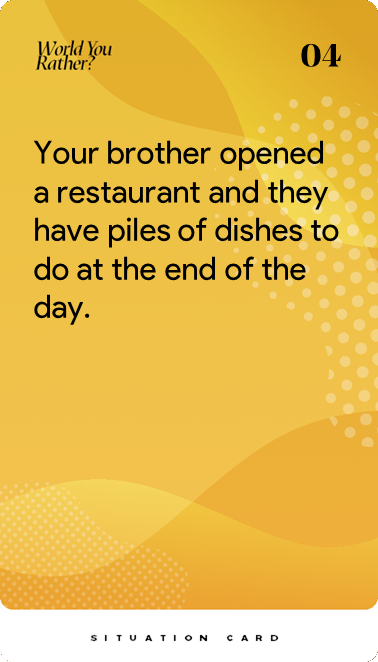 World You
Rather?
04
Your brother opened
a restaurant and they
have piles of dishes to
do at the end of the
day.
SITUATION CARD